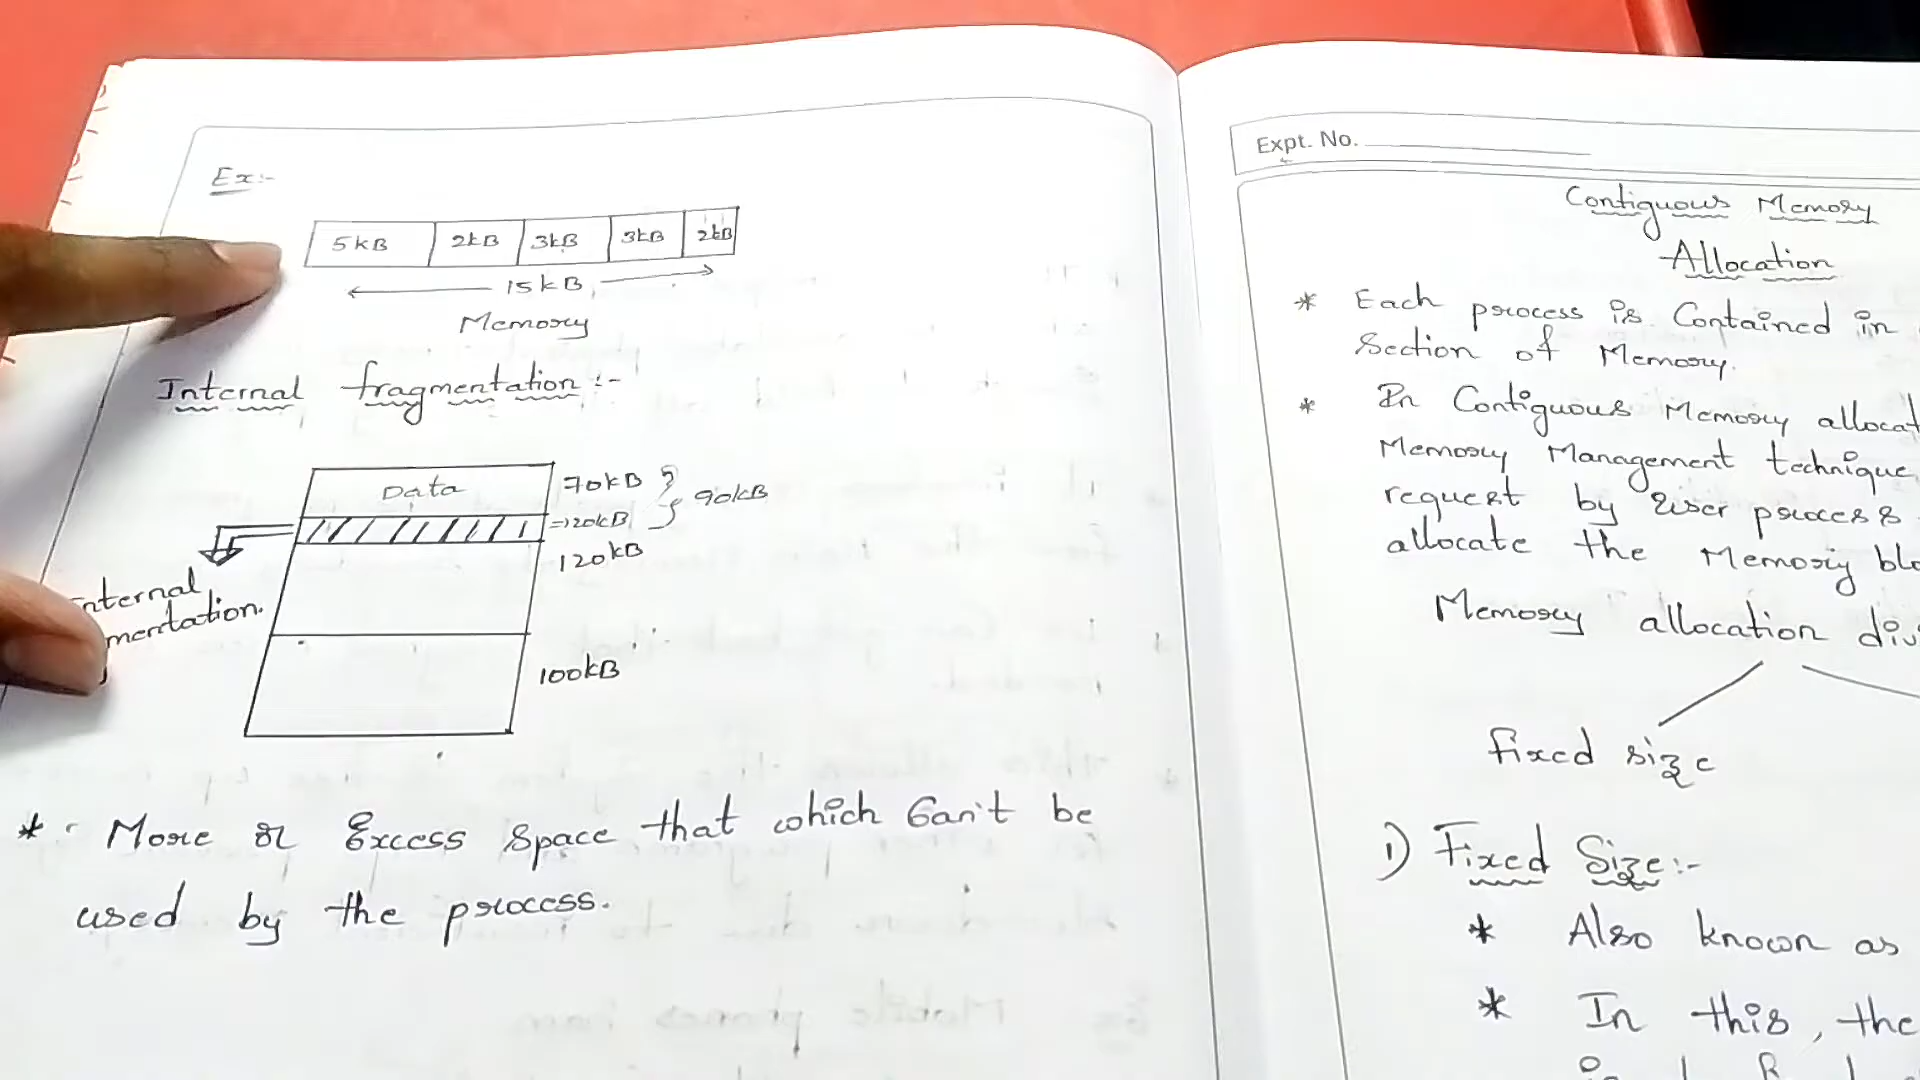 Ex:-
5kB 2kB 3kB 3kB 2kB
15kB
Memory
Internal fragmentation:-
Data 70kB
90kB
=>20kB
120kB
nternal
mentation.
100kB
* More or Excess Space that which Can't be
used by the process.
Expt. No.
Contiguous Memory
Allocation
* Each process is Contained in
Section of Memory.
* In Contiguous Memory allocat
Memory Management technique
request by user process
allocate the Memory blo
Memory allocation div
fixed size
1) Fixed Size:-
* Also known as
* In this, the